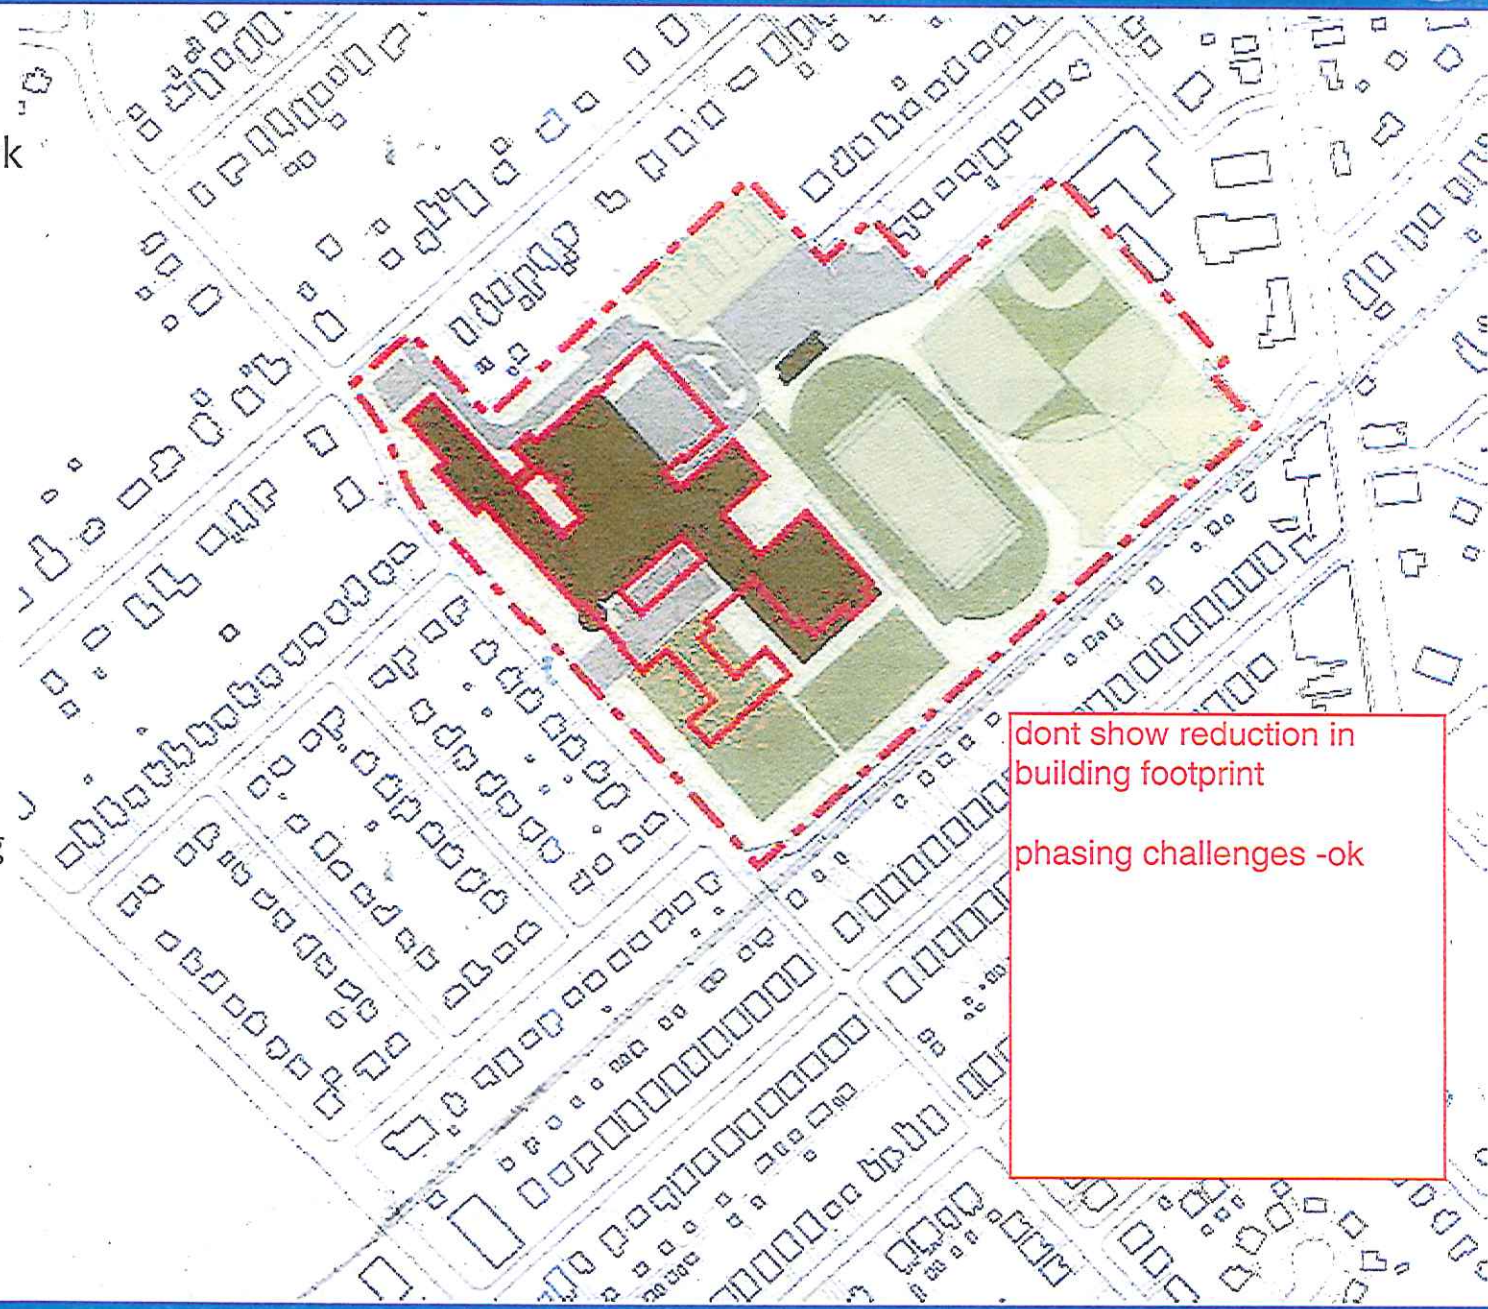 k
dont show reduction in
building footprint
phasing challenges -ok
g